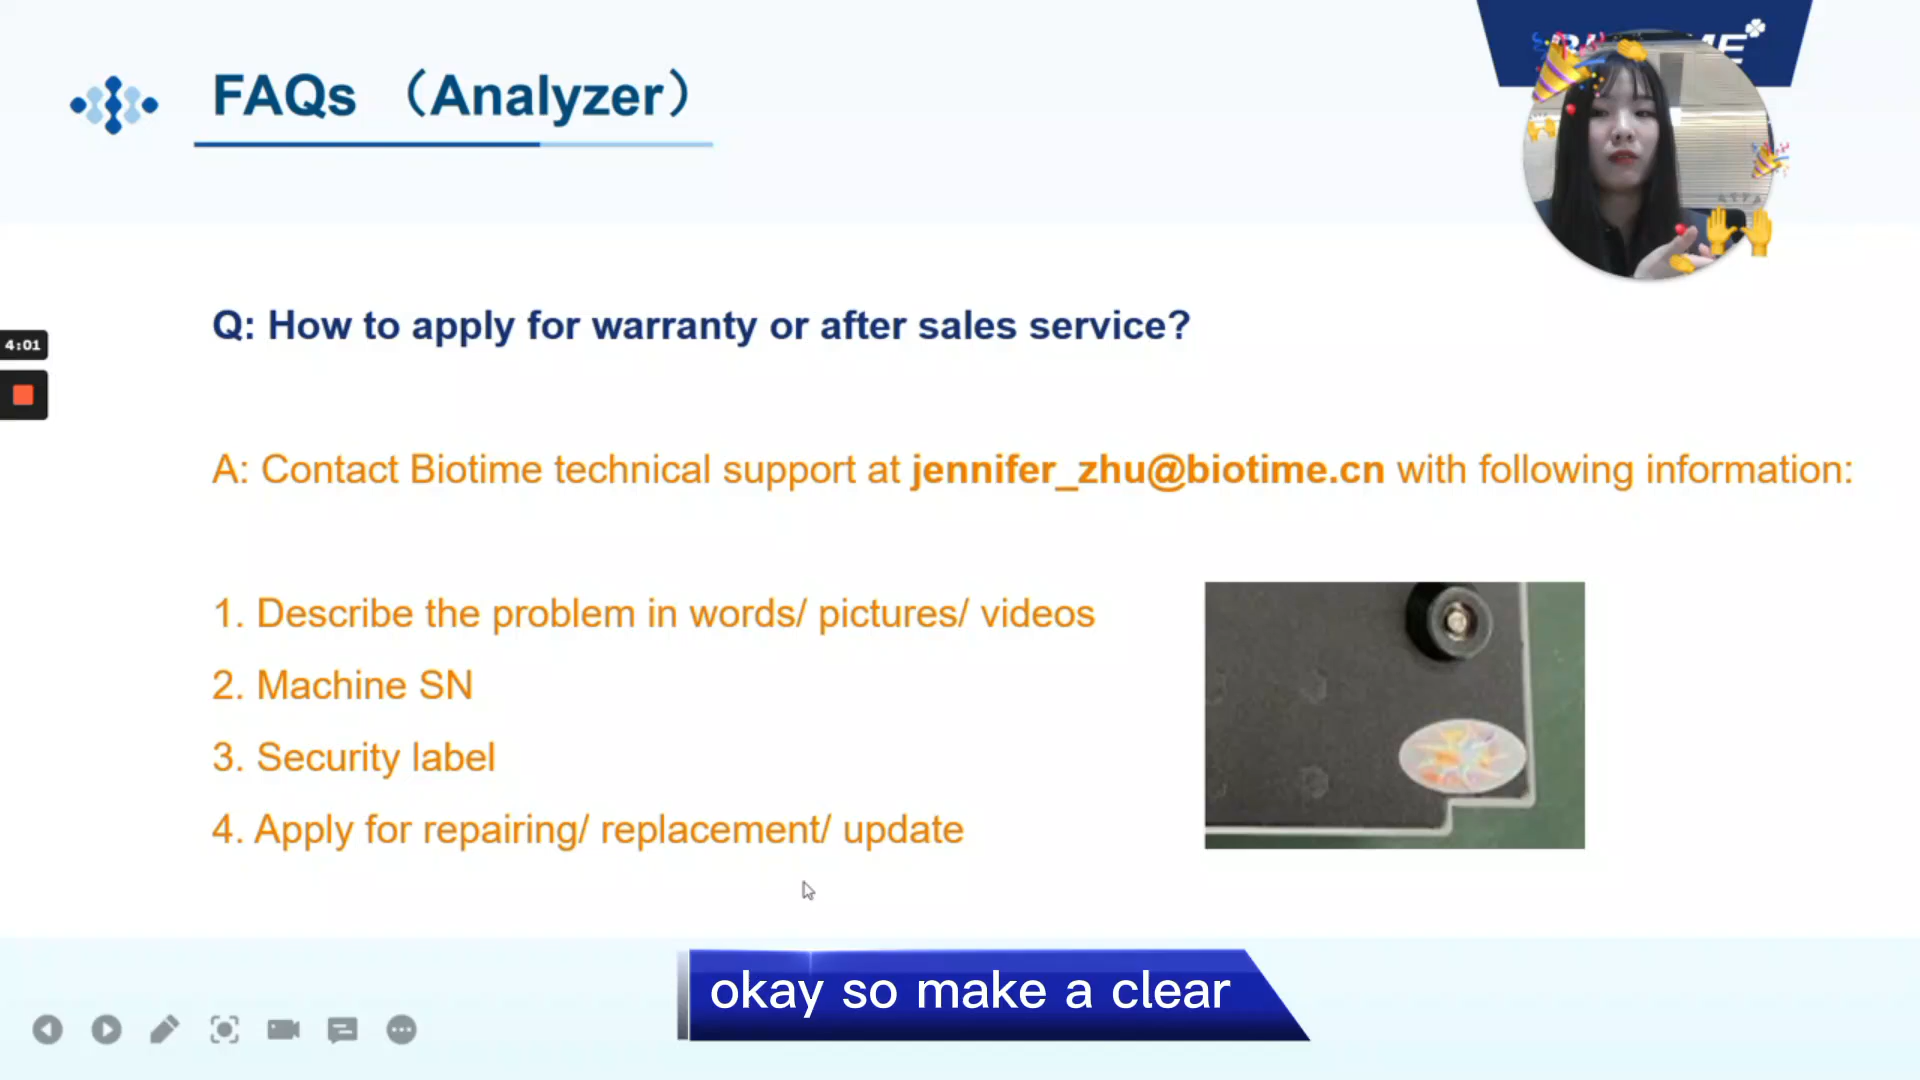 FAQs （Analyzer）
Q: How to apply for warranty or after sales service?
4:01
A: Contact Biotime technical support at jennifer_zhu@biotime.cn with following information:
1. Describe the problem in words/ pictures/ videos
2. Machine SN
3. Security label
4. Apply for repairing/ replacement/ update
okay so make a clear